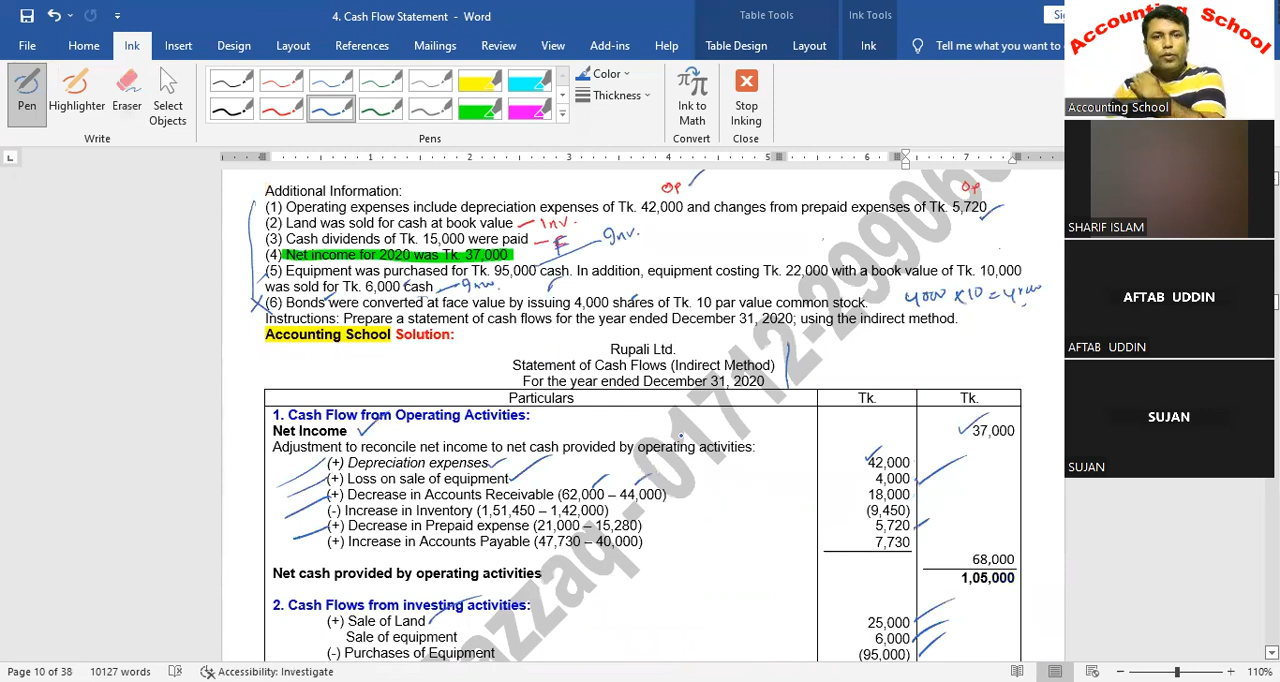 4. Cash Flow Statement - Word
Table Tools
Ink Tools
File
Home
Ink
Insert
Design
Layout
References
Mailings
Review
View
Add-ins
Help
Table Design
Layout
Ink
Tell me what you want to
Pen
Highlighter
Eraser
Select Objects
Color
Thickness
Ink to Math
Stop Inking
Write
Pens
Convert
Close
Accounting School
Accounting School
SHARIF ISLAM
AFTAB UDDIN
AFTAB UDDIN
SUJAN
SUJAN
1 2 3 4 5 6 7
Additional Information: Op Op
(1) Operating expenses include depreciation expenses of Tk. 42,000 and changes from prepaid expenses of Tk. 5,720
(2) Land was sold for cash at book value – Inv.
(3) Cash dividends of Tk. 15,000 were paid – F
(4) Net income for 2020 was Tk. 37,000
(5) Equipment was purchased for Tk. 95,000 cash. In addition, equipment costing Tk. 22,000 with a book value of Tk. 10,000
was sold for Tk. 6,000 cash
(6) Bonds were converted at face value by issuing 4,000 shares of Tk. 10 par value common stock.
Instructions: Prepare a statement of cash flows for the year ended December 31, 2020; using the indirect method.
Accounting School Solution:
Rupali Ltd.
Statement of Cash Flows (Indirect Method)
For the year ended December 31, 2020
Particulars Tk. Tk.
1. Cash Flow from Operating Activities:
Net Income 37,000
Adjustment to reconcile net income to net cash provided by operating activities:
(+) Depreciation expenses 42,000
(+) Loss on sale of equipment 4,000
(+) Decrease in Accounts Receivable (62,000 – 44,000) 18,000
(-) Increase in Inventory (1,51,450 – 1,42,000) (9,450)
(+) Decrease in Prepaid expense (21,000 – 15,280) 5,720
(+) Increase in Accounts Payable (47,730 – 40,000) 7,730
68,000
Net cash provided by operating activities 1,05,000
2. Cash Flows from investing activities:
(+) Sale of Land 25,000
Sale of equipment 6,000
(-) Purchases of Equipment (95,000)
Page 10 of 38
10127 words
Accessibility: Investigate
110%